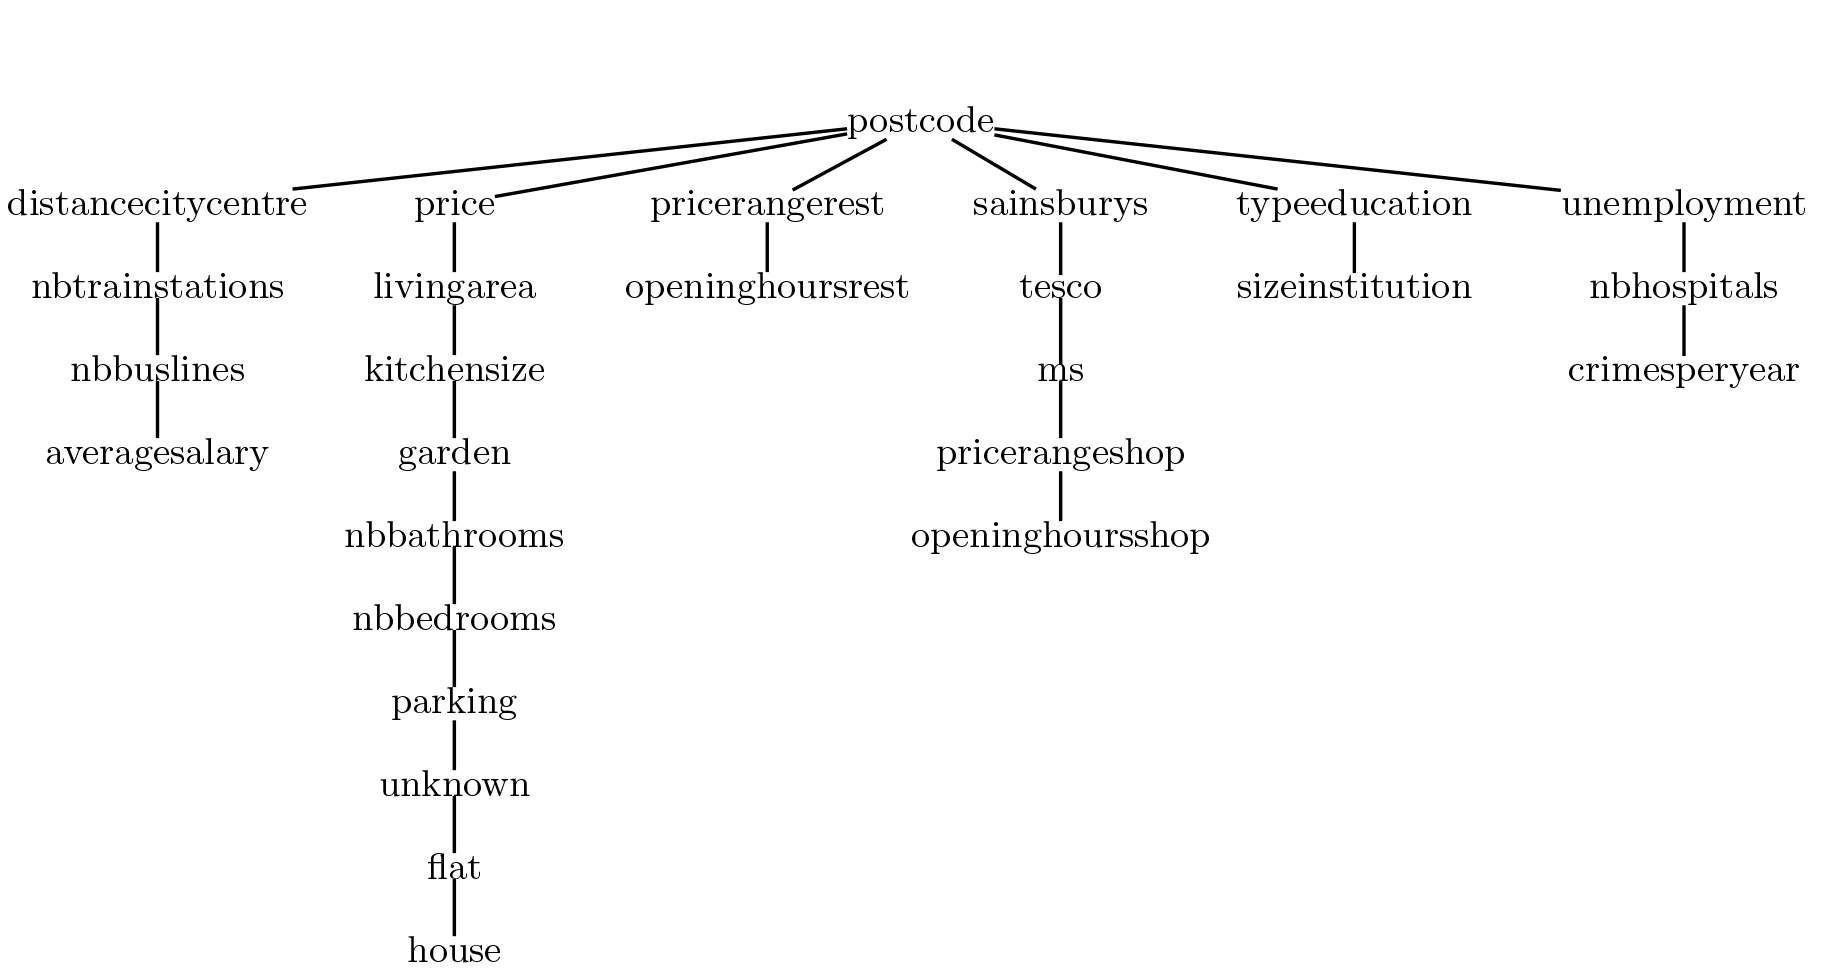 postcode
distancecitycentre price pricerangerest sainsburys typeeducation unemployment
nbtrainstations livingarea openinghoursrest tesco sizeinstitution nbhospitals
nbbuslines kitchensize ms crimesperyear
averagesalary garden pricerangeshop
nbbathrooms openinghoursshop
nbbedrooms
parking
unknown
flat
house